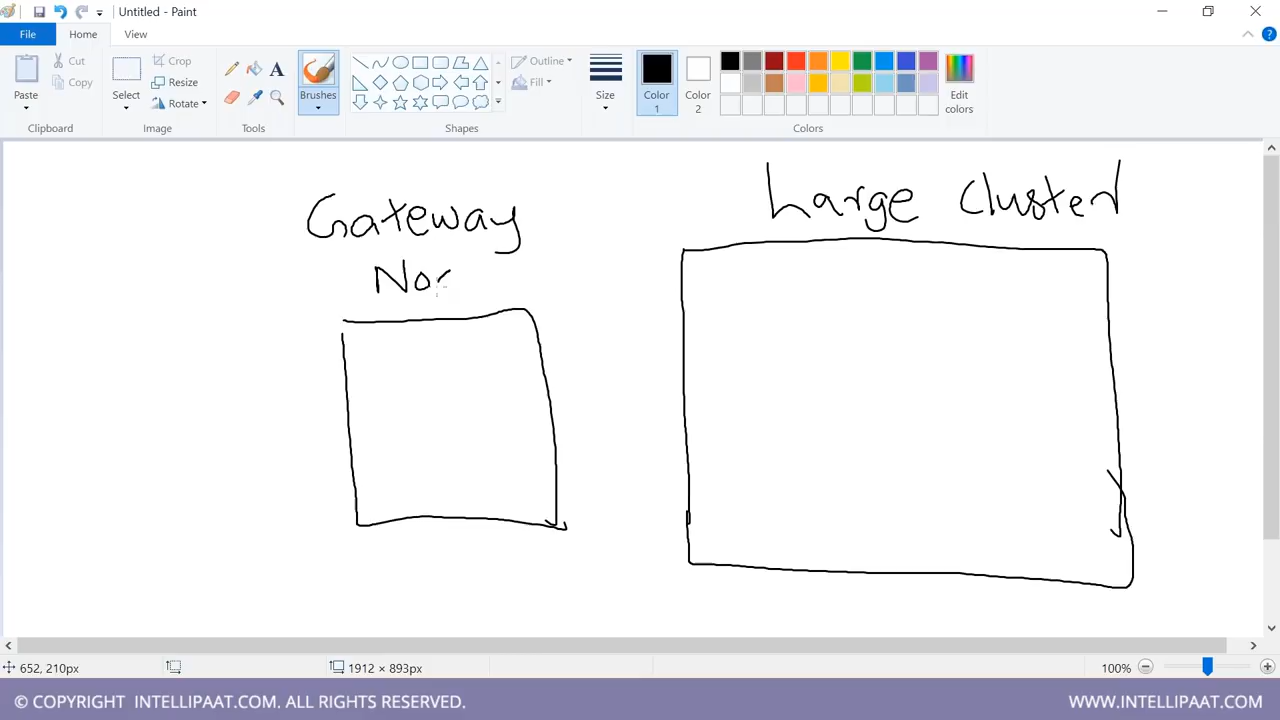 Untitled - Paint
File Home View
Paste
Cut
Copy
Clipboard
Select
Crop
Resize
Rotate
Image
Tools
Brushes
Outline
Fill
Shapes
Size
Color 1
Color 2
Edit colors
Colors
Large Cluster
Gateway
No
652, 210px
1912 × 893px
100%
© COPYRIGHT INTELLIPAAT.COM. ALL RIGHTS RESERVED.
WWW.INTELLIPAAT.COM